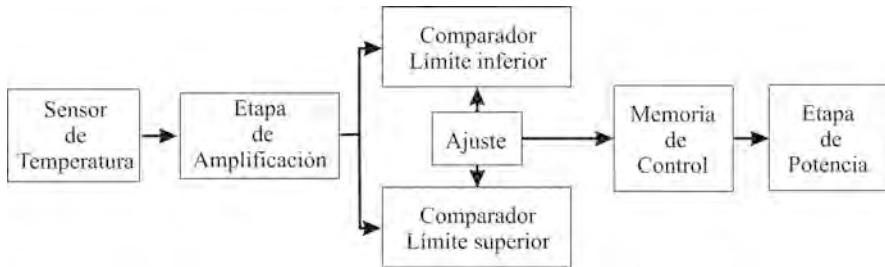 Sensor
de
Temperatura
Etapa
de
Amplificación
Comparador
Límite inferior
Ajuste
Comparador
Límite superior
Memoria
de
Control
Etapa
de
Potencia